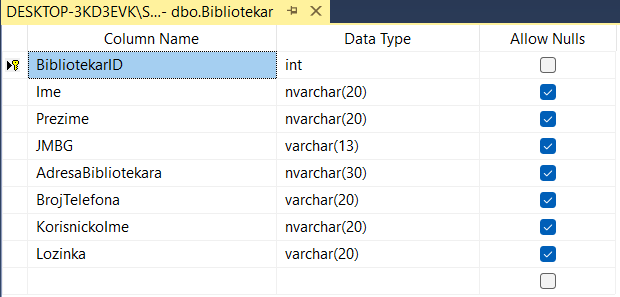 DESKTOP-3KD3EVK\S...- dbo.Bibliotekar
Column Name Data Type Allow Nulls
BibliotekarID int
Ime nvarchar(20)
Prezime nvarchar(20)
JMBG varchar(13)
AdresaBibliotekara nvarchar(30)
BrojTelefona varchar(20)
KorisnickoIme nvarchar(20)
Lozinka varchar(20)